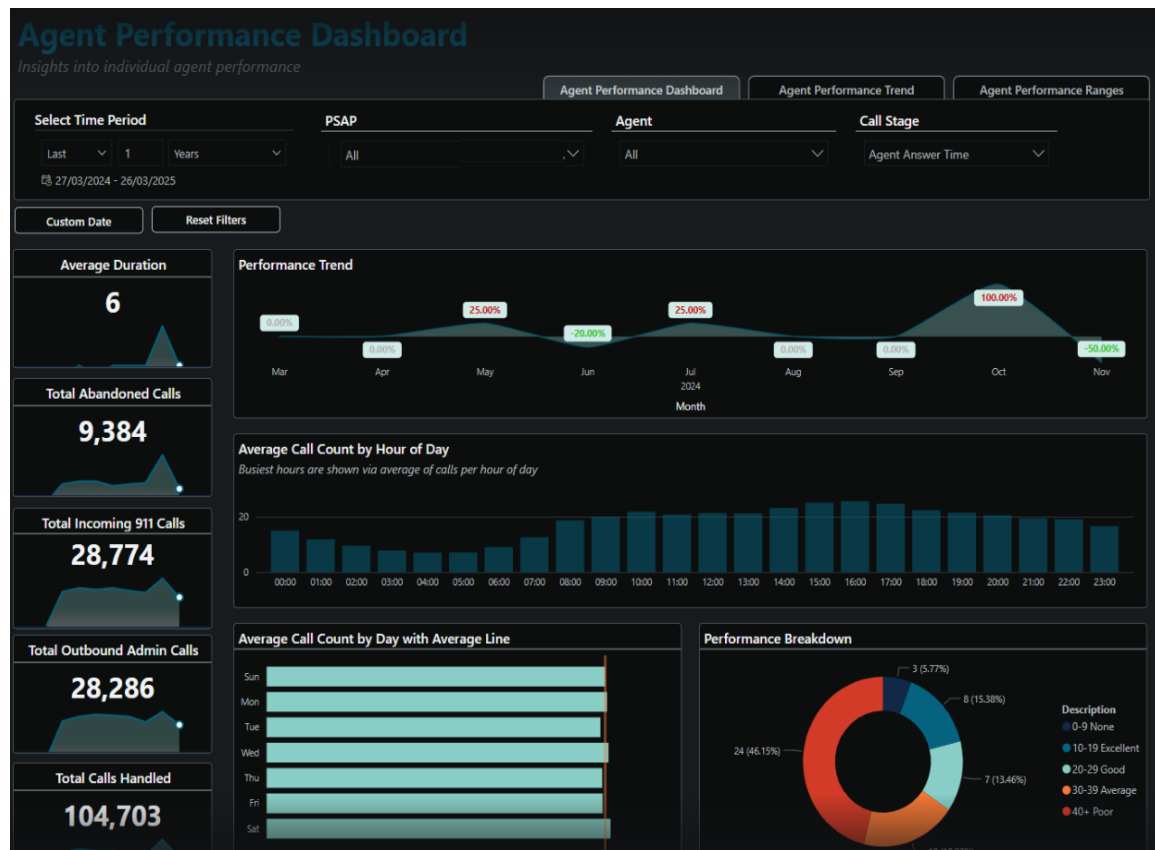 Agent Performance Dashboard
Insights into individual agent performance
Agent Performance Dashboard
Agent Performance Trend
Agent Performance Ranges
Select Time Period
PSAP
Agent
Call Stage
Last 1 Years
All
All
Agent Answer Time
27/03/2024 - 26/03/2025
Custom Date
Reset Filters
Average Duration
6
Total Abandoned Calls
9,384
Total Incoming 911 Calls
28,774
Total Outbound Admin Calls
28,286
Total Calls Handled
104,703
Performance Trend
0.00%
0.00%
25.00%
-20.00%
25.00%
0.00%
0.00%
100.00%
-50.00%
Mar Apr May Jun Jul Aug Sep Oct Nov
2024
Month
Average Call Count by Hour of Day
Busiest hours are shown via average of calls per hour of day
20
0
00:00 01:00 02:00 03:00 04:00 05:00 06:00 07:00 08:00 09:00 10:00 11:00 12:00 13:00 14:00 15:00 16:00 17:00 18:00 19:00 20:00 21:00 22:00 23:00
Average Call Count by Day with Average Line
Sun
Mon
Tue
Wed
Thu
Fri
Sat
Performance Breakdown
3 (5.77%)
8 (15.38%)
7 (13.46%)
24 (46.15%)
Description
0-9 None
10-19 Excellent
20-29 Good
30-39 Average
40+ Poor